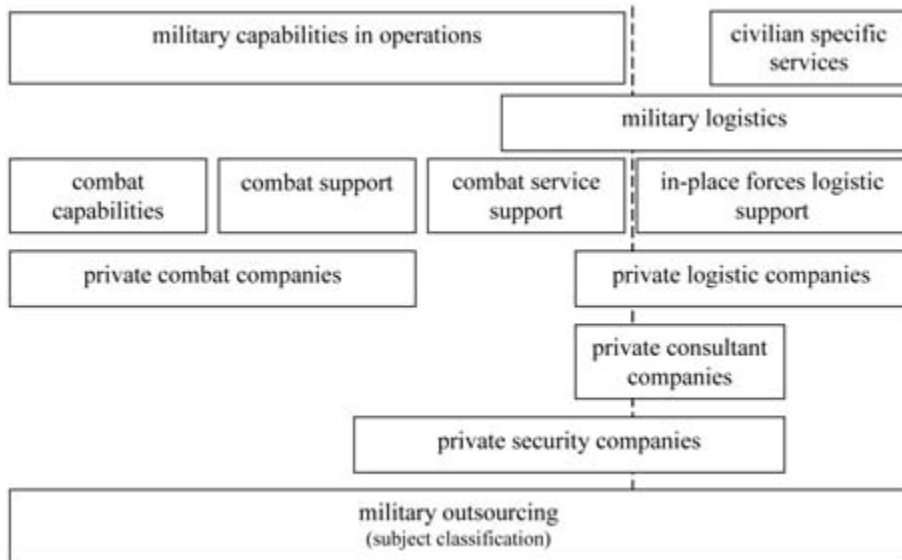 military capabilities in operations
civilian specific
services
military logistics
combat
capabilities
combat support
combat service
support
in-place forces logistic
support
private combat companies
private logistic companies
private consultant
companies
private security companies
military outsourcing
(subject classification)